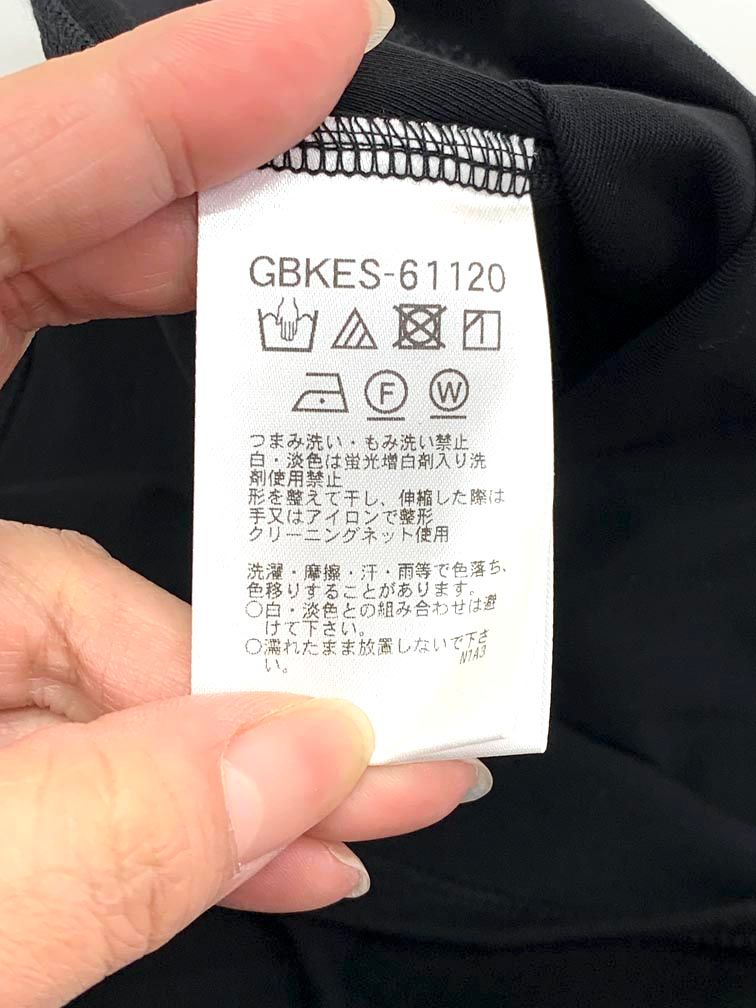 GBKES-61120
F W
つまみ洗い・もみ洗い禁止
白・淡色は蛍光増白剤入り洗
剤使用禁止
形を整えて干し、伸縮した際は
手又はアイロンで整形
クリーニングネット使用
洗濯・摩擦・汗・雨等で色落ち、
色移りすることがあります。
○白・淡色との組み合わせは避
けて下さい。
○濡れたまま放置しないで下さ
い。
N1A3